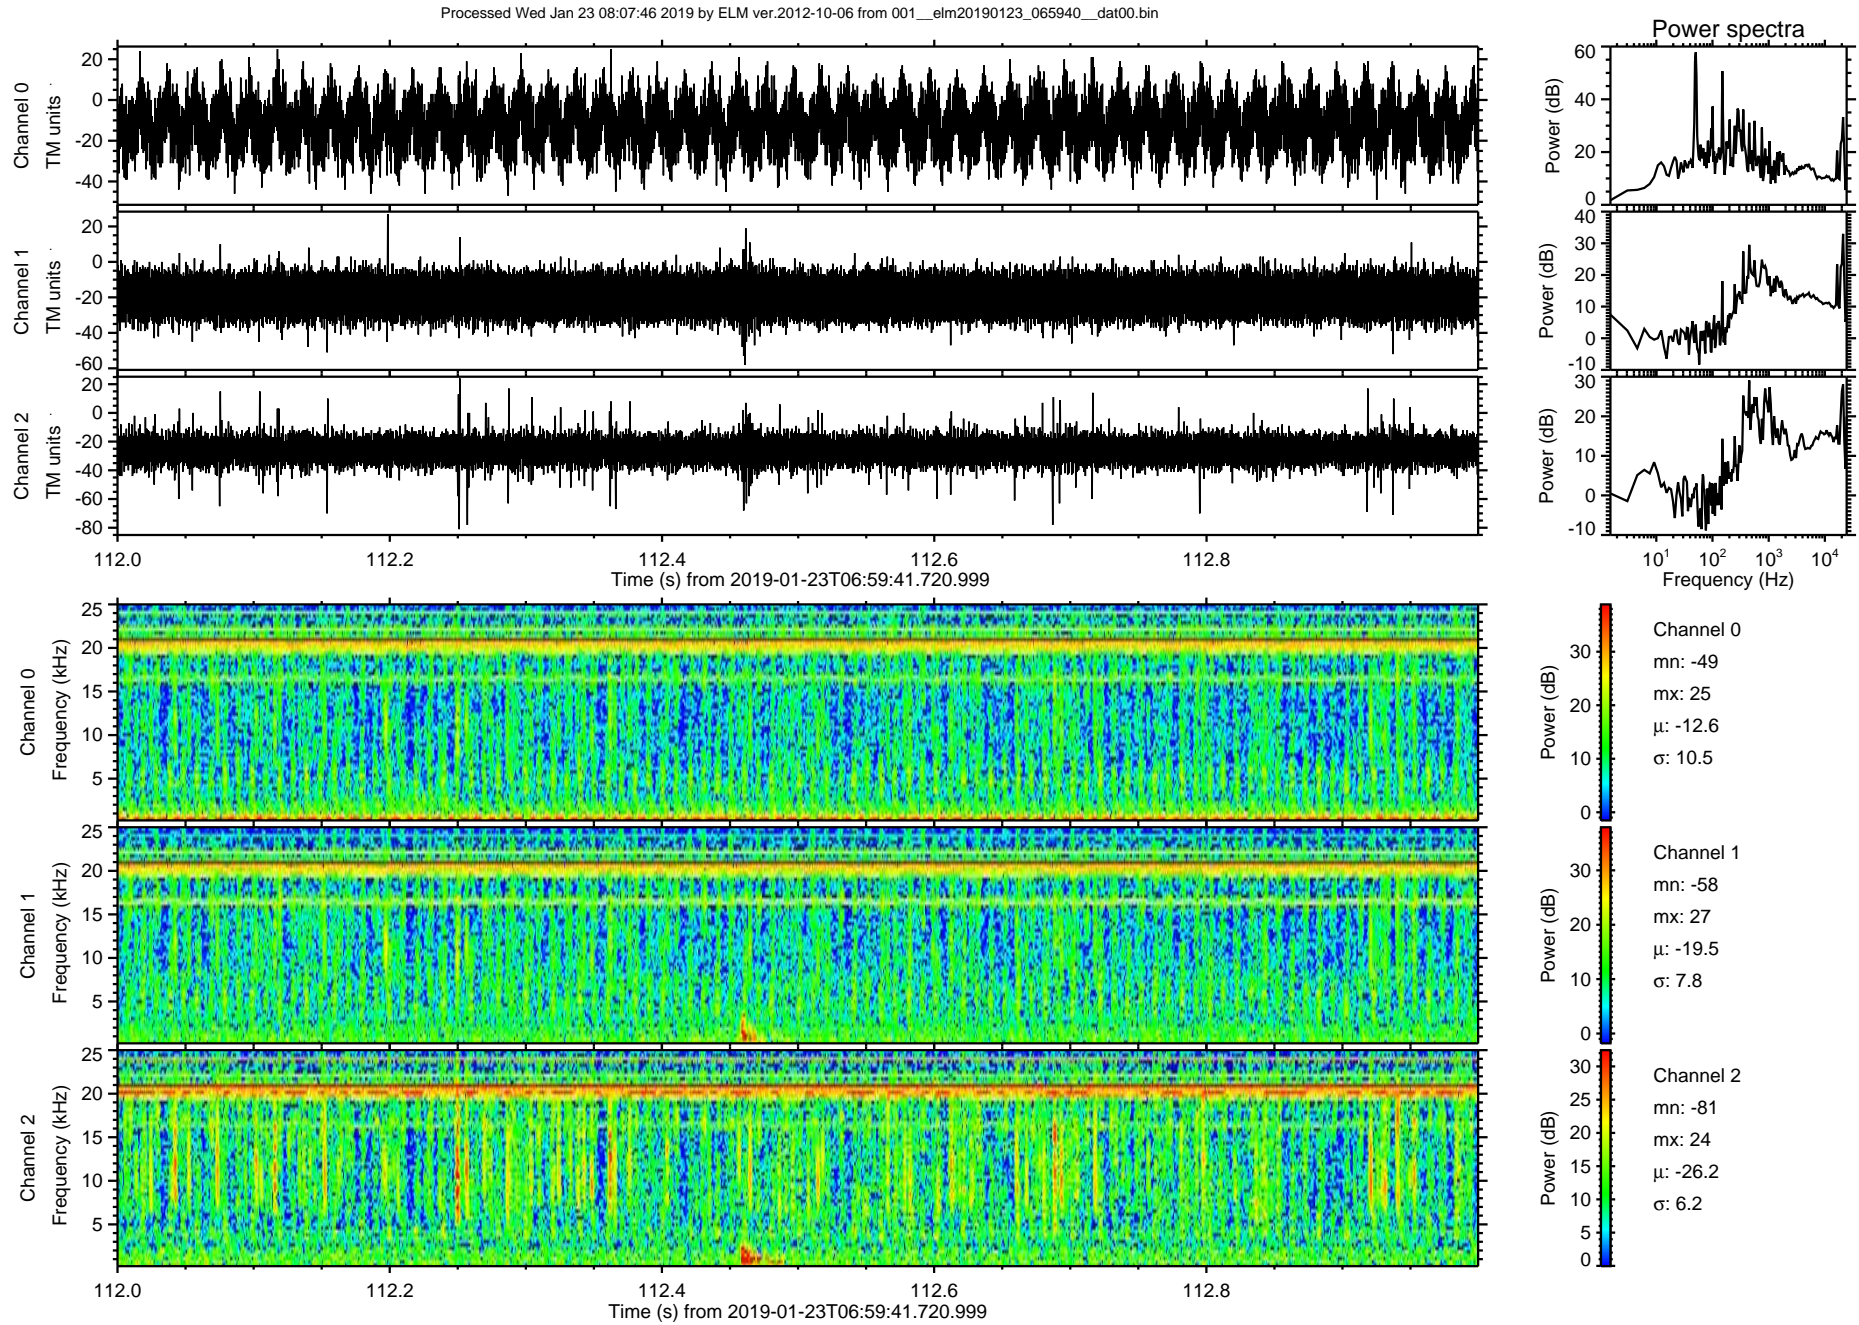 Processed Wed Jan 23 08:07:46 2019 by ELM ver.2012-10-06 from 001__elm20190123_065940__dat00.bin
Power spectra
Channel 0
TM units
20
0
-20
-40
Power (dB)
60
40
20
0
Channel 1
TM units
20
0
-20
-40
-60
Power (dB)
40
30
20
10
0
-10
Channel 2
TM units
20
0
-20
-40
-60
-80
Power (dB)
30
20
10
0
-10
112.0 112.2 112.4 112.6 112.8
Time (s) from 2019-01-23T06:59:41.720.999
10^1 10^2 10^3 10^4
Frequency (Hz)
Channel 0
Frequency (kHz)
25
20
15
10
5
Power (dB)
30
20
10
0
Channel 0
mn: -49
mx: 25
μ: -12.6
σ: 10.5
Channel 1
Frequency (kHz)
25
20
15
10
5
Power (dB)
30
20
10
0
Channel 1
mn: -58
mx: 27
μ: -19.5
σ: 7.8
Channel 2
Frequency (kHz)
25
20
15
10
5
Power (dB)
30
25
20
15
10
5
0
Channel 2
mn: -81
mx: 24
μ: -26.2
σ: 6.2
112.0 112.2 112.4 112.6 112.8
Time (s) from 2019-01-23T06:59:41.720.999